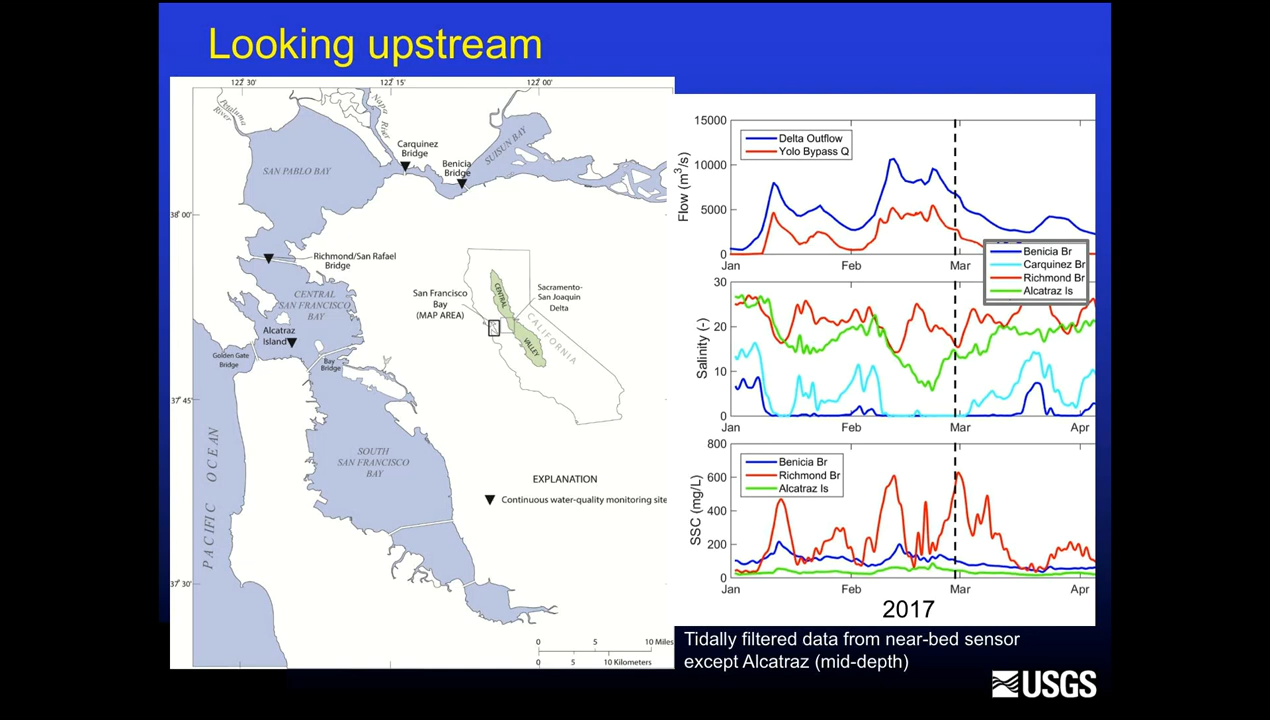 Looking upstream
122° 30'
122° 15'
122° 00'
Petaluma
River
Napa River
Carquinez
Bridge
Benicia
Bridge
SUISUN BAY
SAN PABLO BAY
38° 00'
Richmond/San Rafael
Bridge
CENTRAL
SAN FRANCISCO
BAY
Alcatraz
Island
Golden Gate
Bridge
Bay
Bridge
San Francisco
Bay
(MAP AREA)
Sacramento-
San Joaquin
Delta
CENTRAL
VALLEY
CALIFORNIA
37° 45'
SOUTH
SAN FRANCISCO
BAY
PACIFIC OCEAN
EXPLANATION
Continuous water-quality monitoring site
37° 30'
0 5 10 Miles
0 5 10 Kilometers
15000
10000
5000
0
Flow (m³/s)
Delta Outflow
Yolo Bypass Q
Jan Feb Mar
Benicia Br
Carquinez Br
Richmond Br
Alcatraz Is
30
20
10
0
Salinity (-)
Jan Feb Mar Apr
800
600
400
200
0
SSC (mg/L)
Benicia Br
Richmond Br
Alcatraz Is
Jan Feb Mar Apr
2017
Tidally filtered data from near-bed sensor
except Alcatraz (mid-depth)
USGS